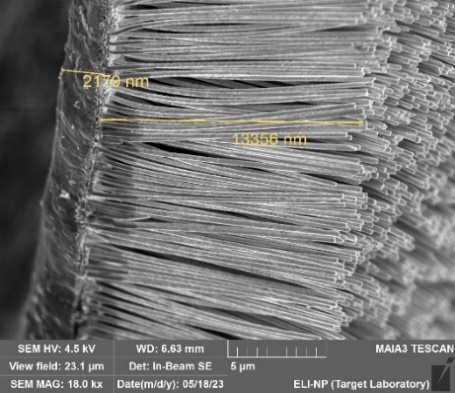 2179 nm
13356 nm
SEM HV: 4.5 kV
WD: 6.63 mm
MAIA3 TESCAN
View field: 23.1 µm
Det: In-Beam SE
5 µm
SEM MAG: 18.0 kx
Date(m/d/y): 05/18/23
ELI-NP (Target Laboratory)